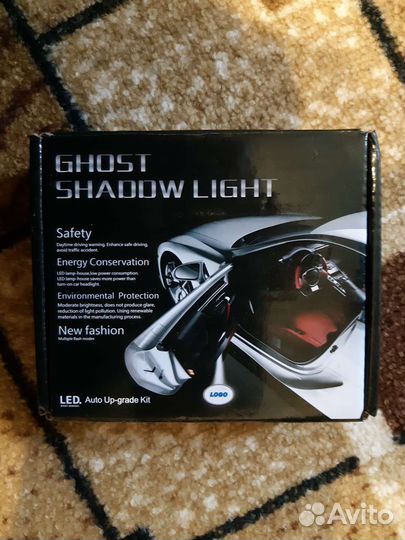 GHOST
SHADOW LIGHT
Safety
Daytime driving warning. Enhance safe driving,
avoid traffic accident.
Energy Conservation
LED lamp-house,low power consumption.
LED lamp-house saves more power than
turn-on car headlight.
Environmental Protection
Moderate brightness, does not produce glare,
reduction of light pollution. Using renewable
materials in the manufacturing process.
New fashion
Multiple flash modes
LOGO
LED. Auto Up-grade Kit
Avito